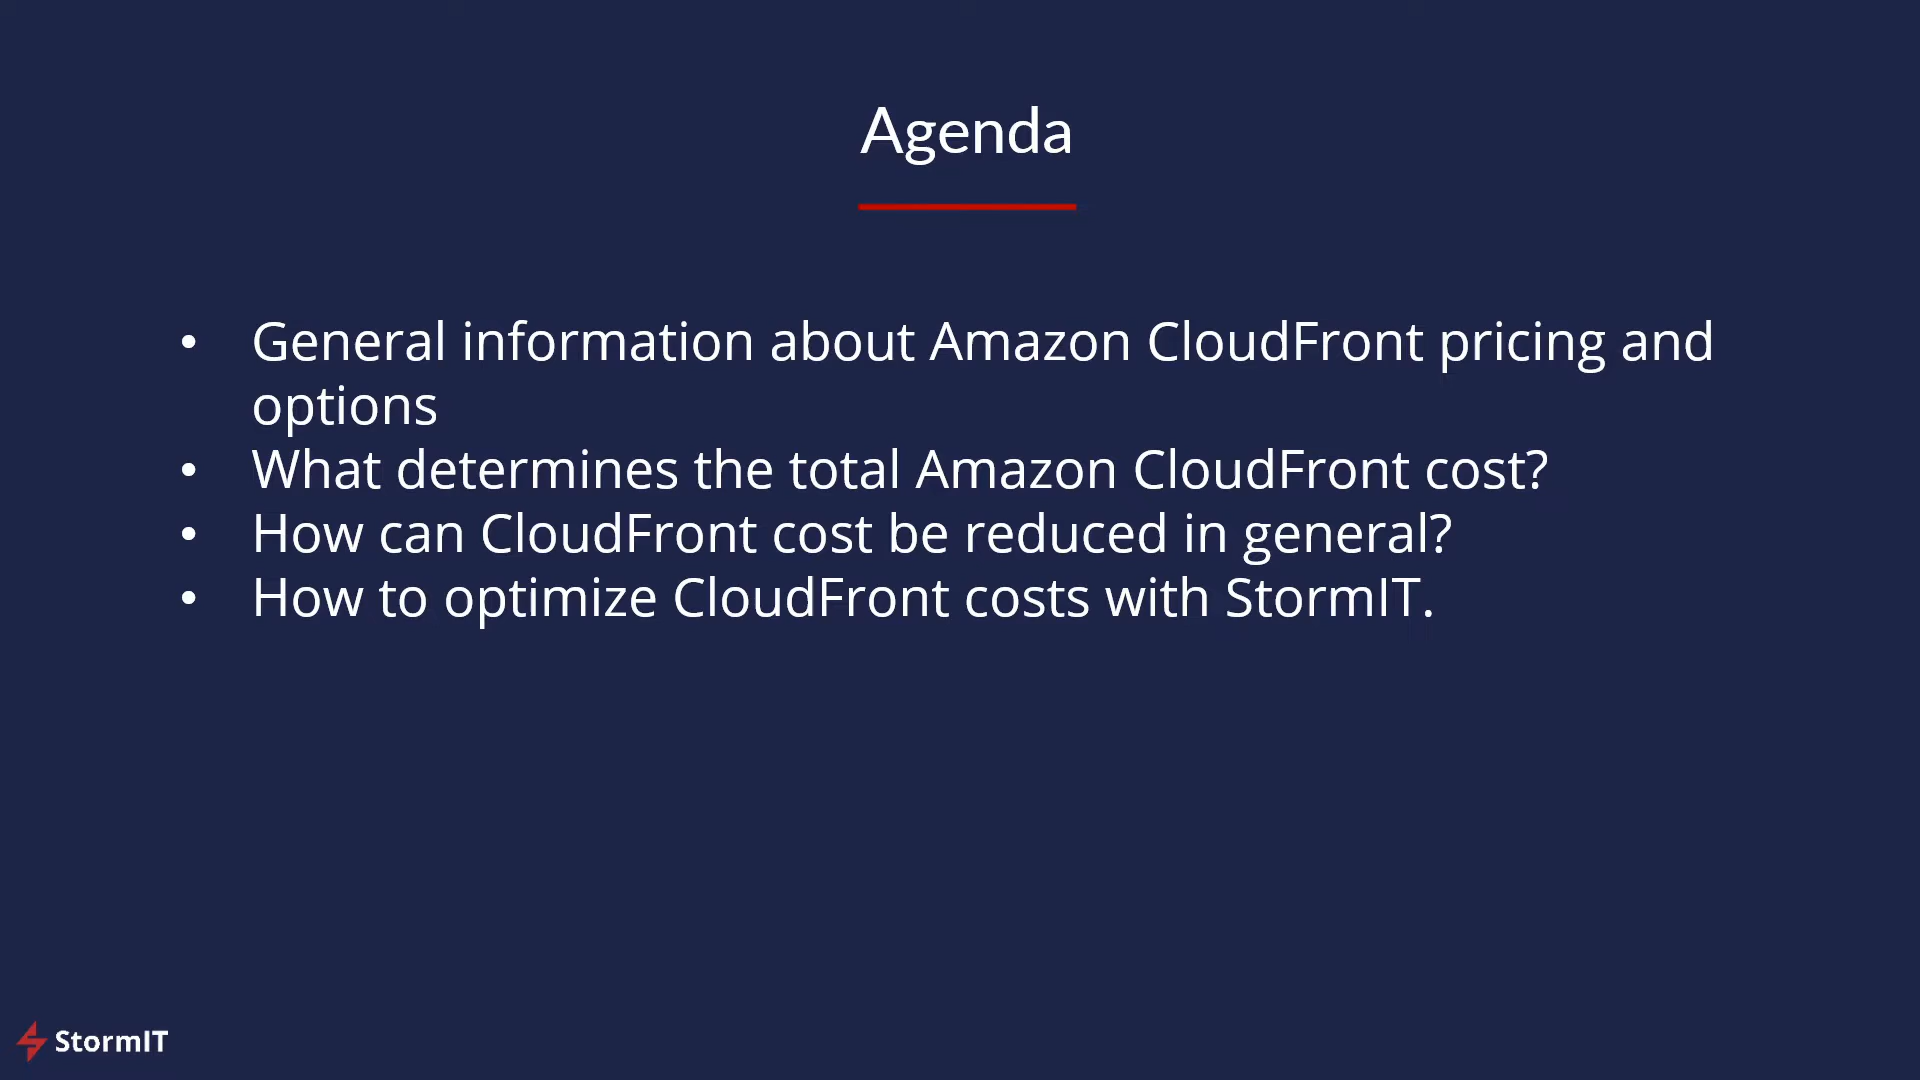 Agenda
• General information about Amazon CloudFront pricing and
options
• What determines the total Amazon CloudFront cost?
• How can CloudFront cost be reduced in general?
• How to optimize CloudFront costs with StormIT.
StormIT